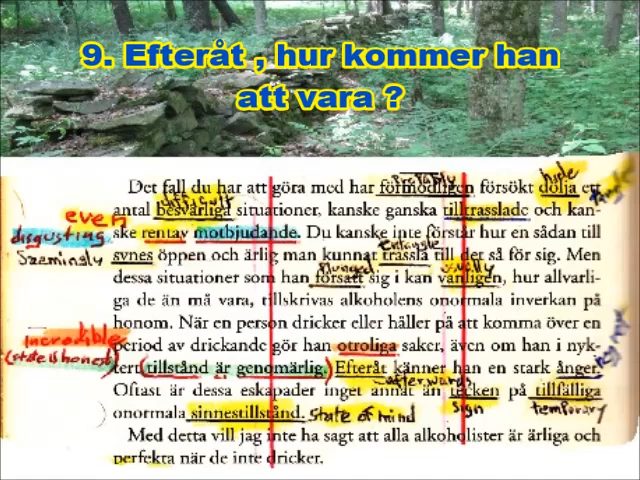 9. Efteråt , hur kommer han
att vara ?
Det fall du har att göra med har förmodligen försökt dölja ett
antal besvärliga situationer, kanske ganska tilltrasslade och kan-
ske rentav motbjudande. Du kanske inte förstår hur en sådan till
synes öppen och ärlig man kunnat trassla till det så för sig. Men
dessa situationer som han försatt sig i kan vanligen, hur allvarli-
ga de än må vara, tillskrivas alkoholens onormala inverkan på
honom. När en person dricker eller håller på att komma över en
period av drickande gör han otroliga saker, även om han i nyk-
tert tillstånd är genomärlig. Efteråt känner han en stark ånger.
Oftast är dessa eskapader inget annat än tecken på tillfälliga
onormala sinnestillstånd.
Med detta vill jag inte ha sagt att alla alkoholister är ärliga och
perfekta när de inte dricker.
Probably
hide
difficult
even
disgusting
Szeminsly
Entangle
Plunged
usually
incredible
(state is honest)
afterwards
sign
temporary
state of mind